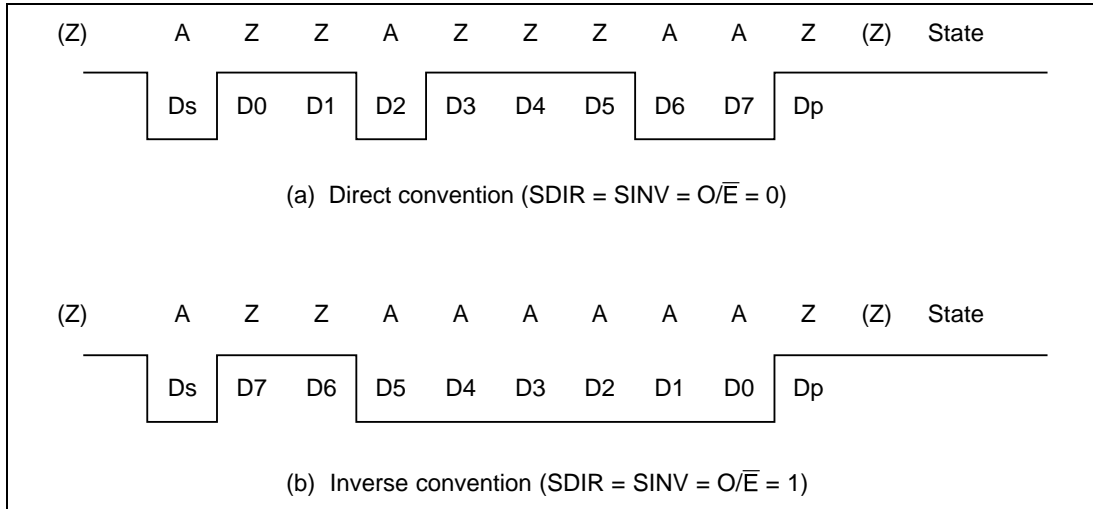 (Z) A Z Z A Z Z Z A A Z (Z) State
Ds D0 D1 D2 D3 D4 D5 D6 D7 Dp
(a) Direct convention (SDIR = SINV = O/E̅ = 0)
(Z) A Z Z A A A A A A Z (Z) State
Ds D7 D6 D5 D4 D3 D2 D1 D0 Dp
(b) Inverse convention (SDIR = SINV = O/E̅ = 1)